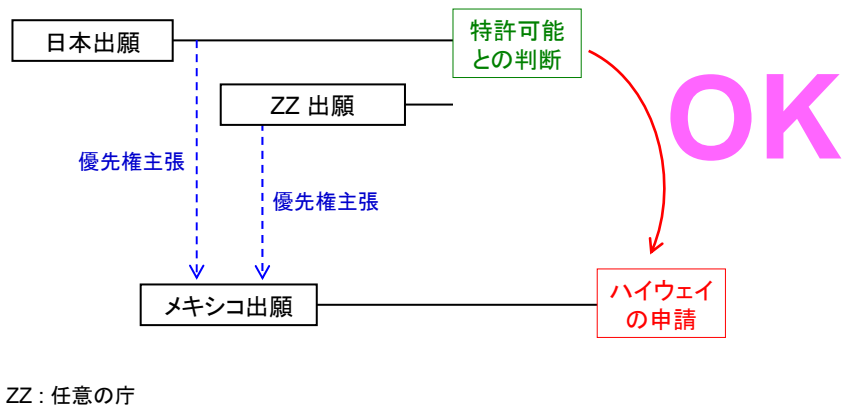 日本出願
特許可能
との判断
OK
ZZ 出願
優先権主張
優先権主張
メキシコ出願
ハイウェイ
の申請
ZZ : 任意の庁